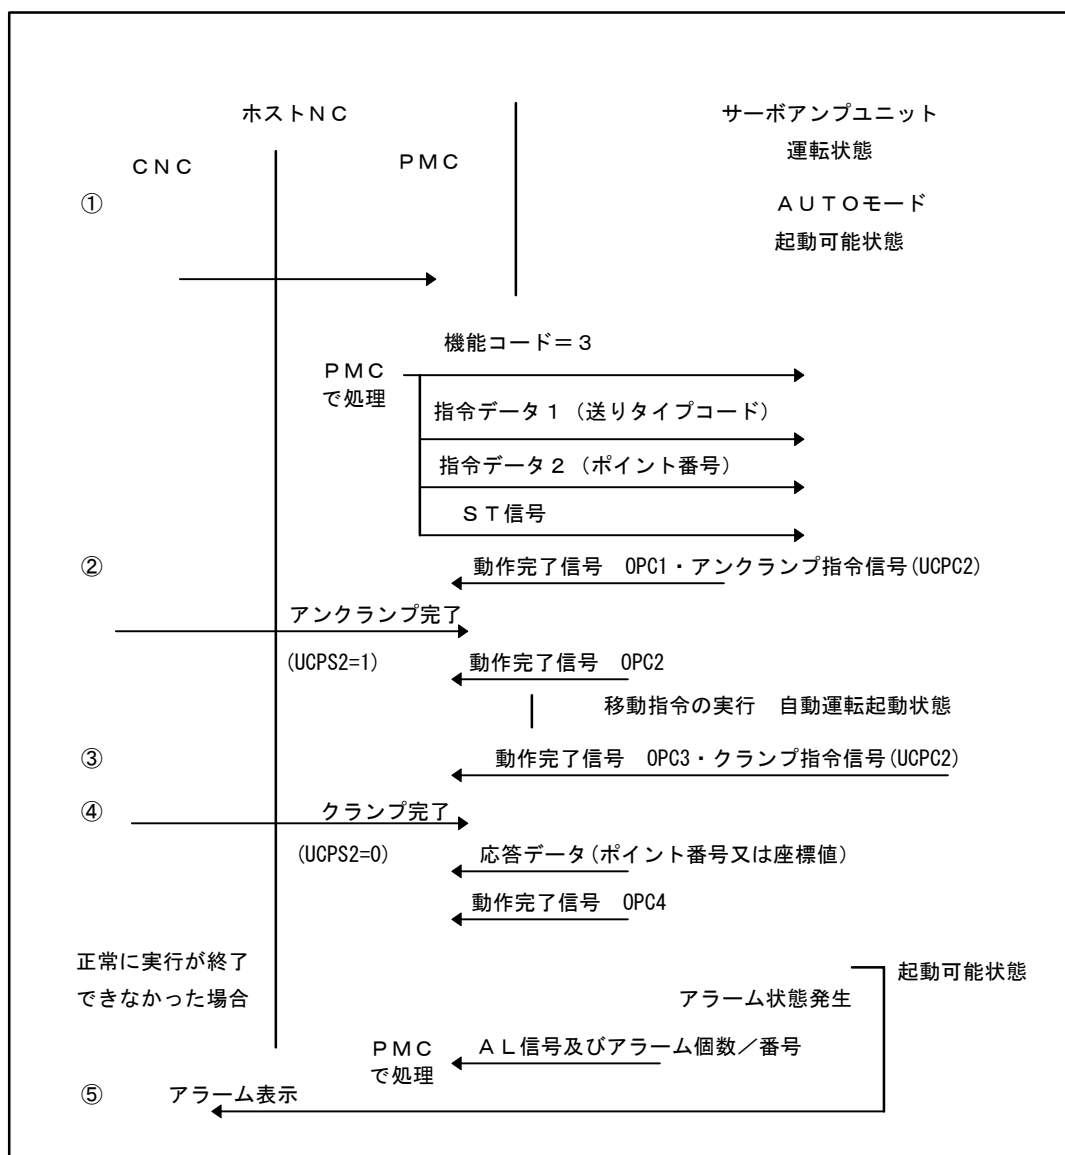 ホストＮＣ
サーボアンプユニット
ＣＮＣ
ＰＭＣ
運転状態
①
ＡＵＴＯモード
起動可能状態
機能コード＝３
ＰＭＣ
で処理
指令データ１（送りタイプコード）
指令データ２（ポイント番号）
ＳＴ信号
②
動作完了信号　OPC1・アンクランプ指令信号(UCPC2)
アンクランプ完了
(UCPS2=1)
動作完了信号　OPC2
移動指令の実行　自動運転起動状態
③
動作完了信号　OPC3・クランプ指令信号(UCPC2)
④
クランプ完了
(UCPS2=0)
応答データ(ポイント番号又は座標値)
動作完了信号　OPC4
正常に実行が終了
できなかった場合
起動可能状態
アラーム状態発生
ＰＭＣ
で処理
ＡＬ信号及びアラーム個数／番号
⑤
アラーム表示